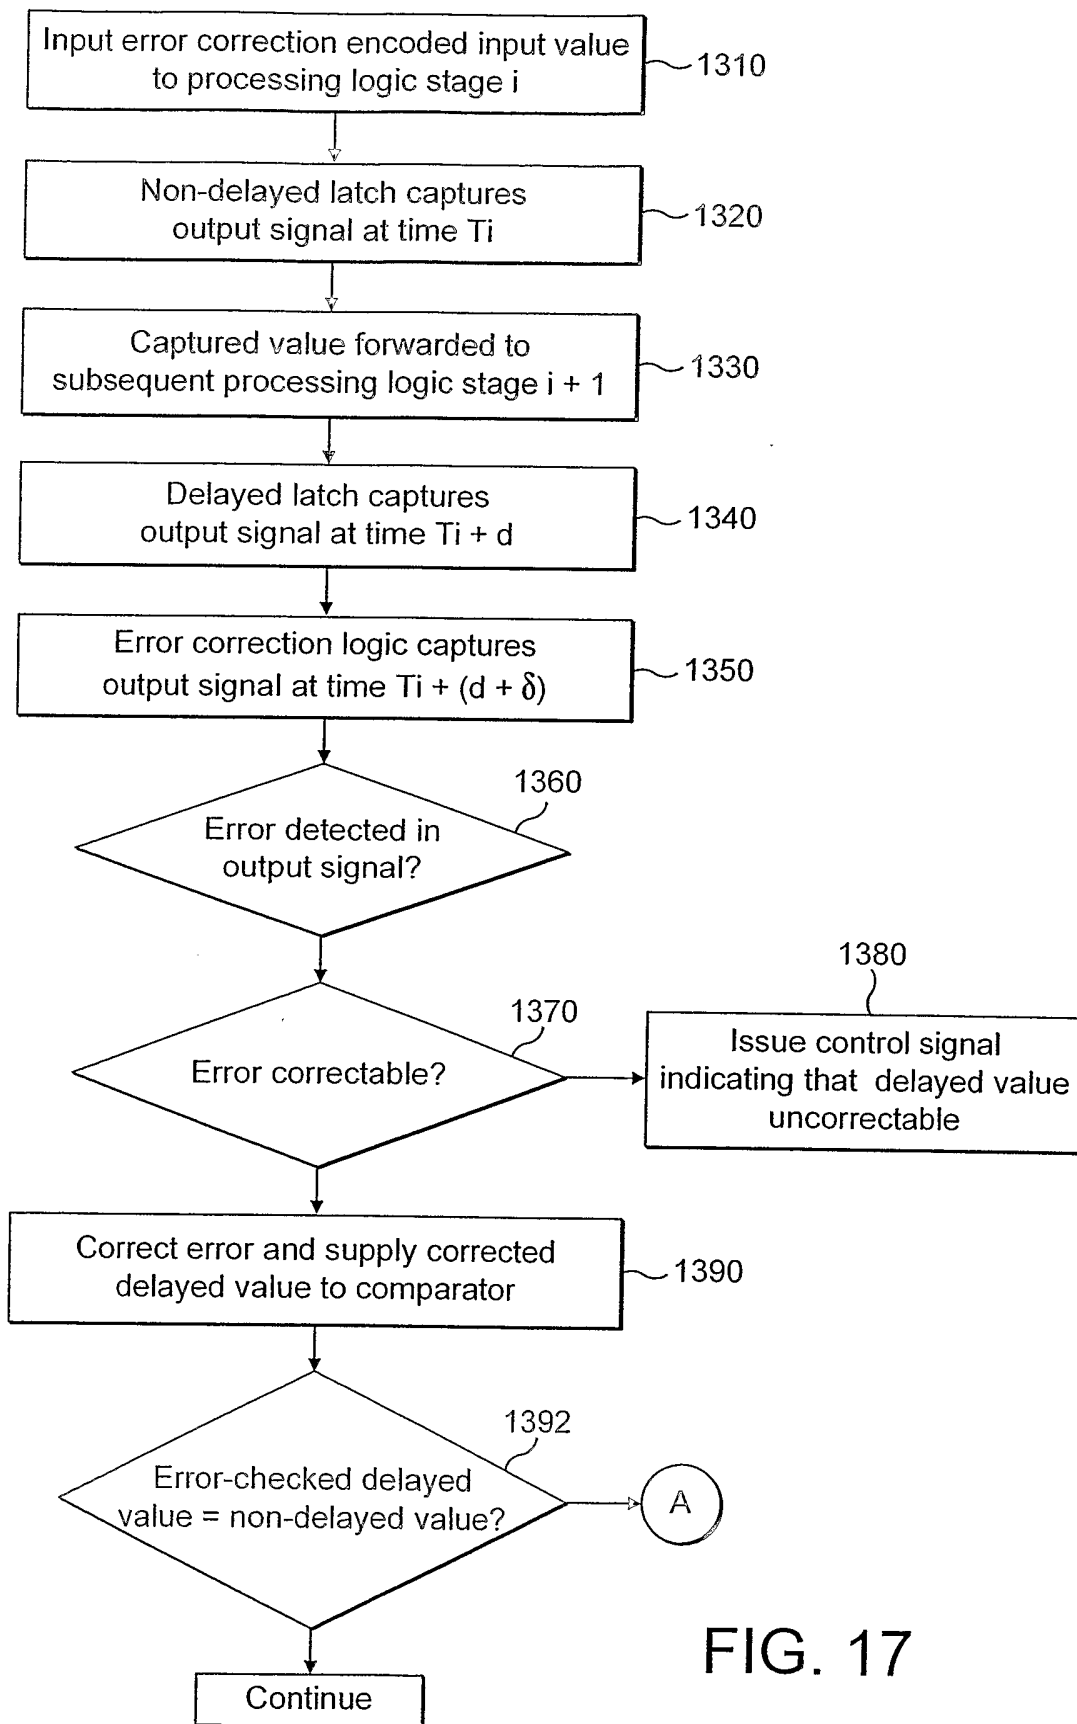 Input error correction encoded input value
to processing logic stage i
1310
Non-delayed latch captures
output signal at time Ti
1320
Captured value forwarded to
subsequent processing logic stage i + 1
1330
Delayed latch captures
output signal at time Ti + d
1340
Error correction logic captures
output signal at time Ti + (d + δ)
1350
1360
Error detected in
output signal?
1370
Error correctable?
1380
Issue control signal
indicating that delayed value
uncorrectable
Correct error and supply corrected
delayed value to comparator
1390
1392
Error-checked delayed
value = non-delayed value?
A
Continue
FIG. 17